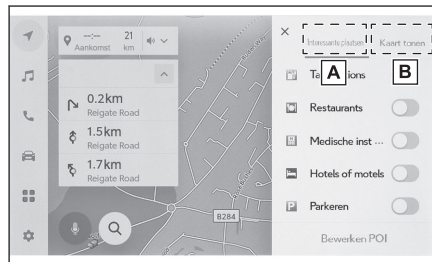 --:--
21
Aankomst
km
0.2km
Reigate Road
1.5km
Reigate Road
1.7km
Reigate Road
B284
Interessante plaatsen
Kaart tonen
A
B
Ta ions
Restaurants
Medische inst ...
Hotels of motels
Parkeren
P
Bewerken POI